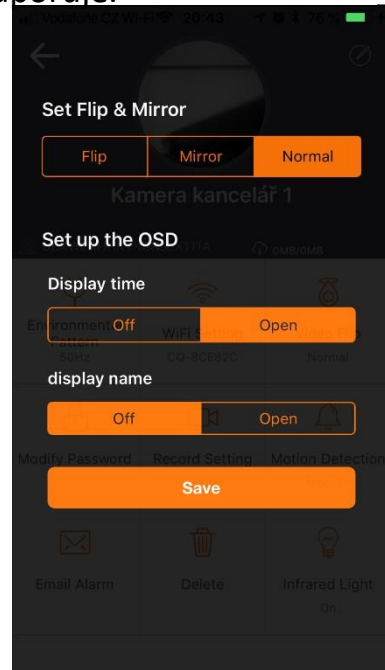 Vodafone CZ Wi-Fi 20:43 76 %
Set Flip & Mirror
Flip Mirror Normal
Kamera kancelář 1
Set up the OSD
0MB/0MB
Display time
Off Open
Environment WiFi Setting
Pattern
50Hz CQ-8CE82C Normal
display name
Off Open
Modify Password Record Setting Motion Detection
Save
Email Alarm Delete Infrared Light
On